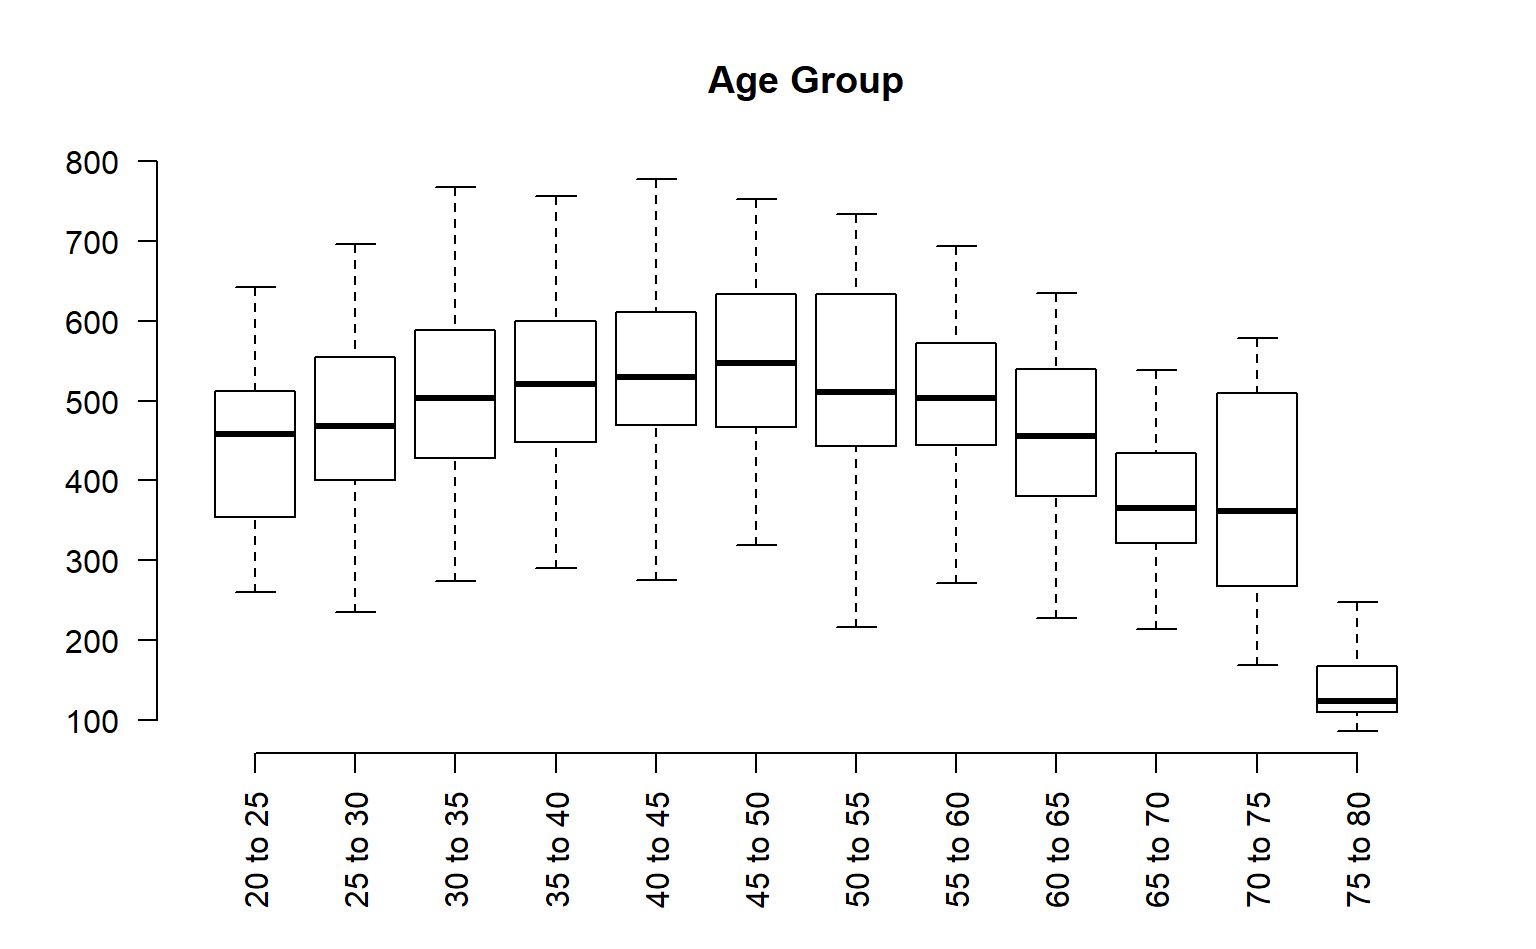 Age Group
800
700
600
500
400
300
200
100
20 to 25
25 to 30
30 to 35
35 to 40
40 to 45
45 to 50
50 to 55
55 to 60
60 to 65
65 to 70
70 to 75
75 to 80